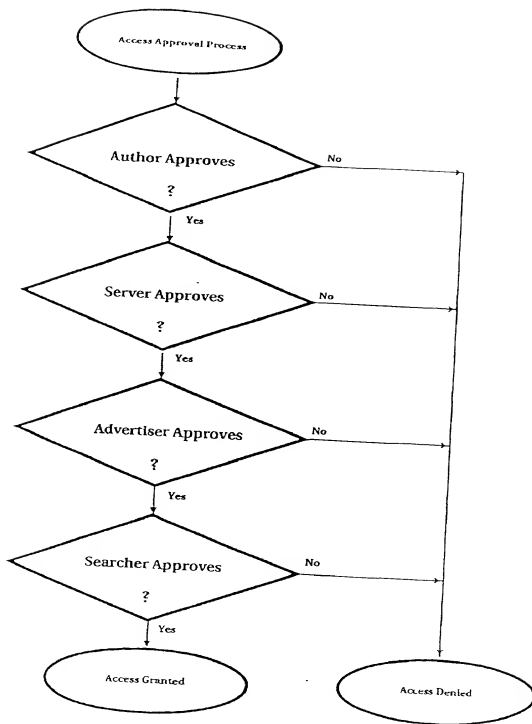 Access Approval Process
Author Approves
?
No
Yes
Server Approves
?
No
Yes
Advertiser Approves
?
No
Yes
Searcher Approves
?
No
Yes
Access Granted
Access Denied